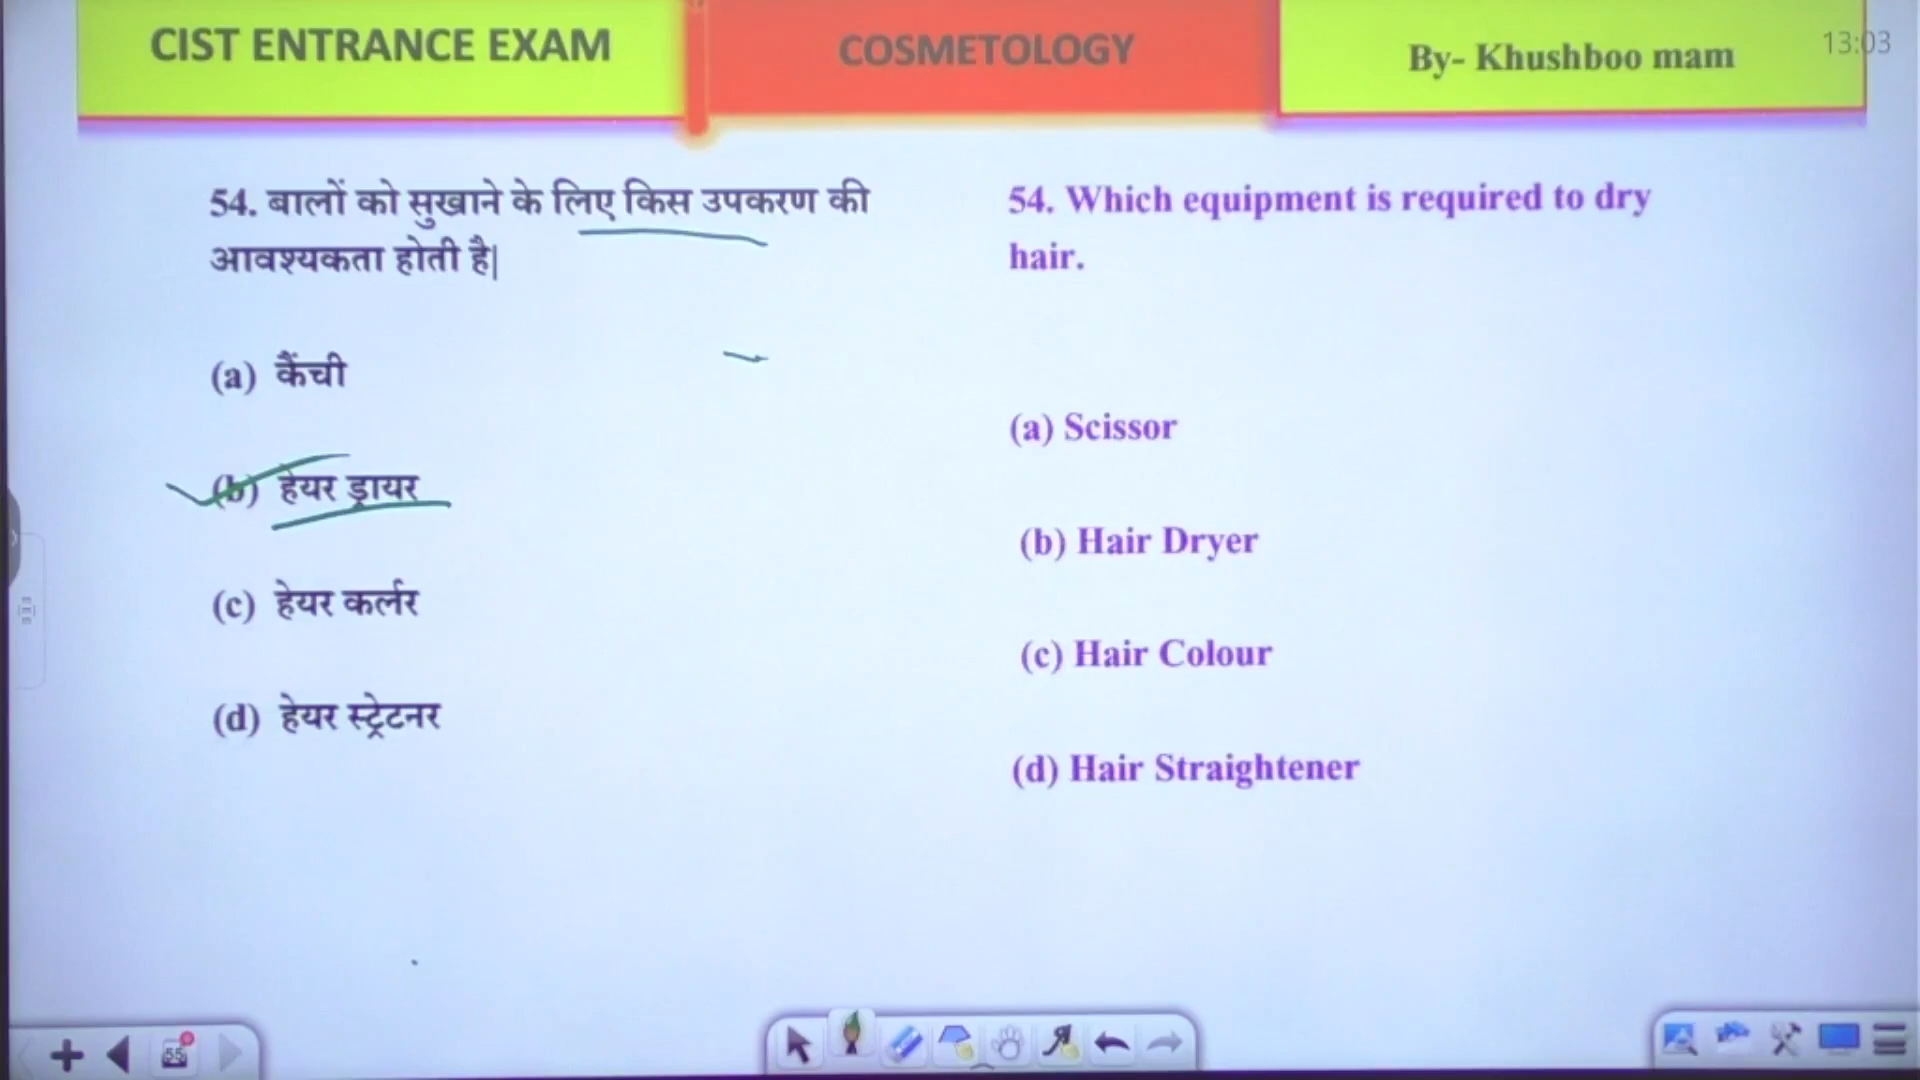 CIST ENTRANCE EXAM
COSMETOLOGY
By- Khushboo mam
13:03
54. बालों को सुखाने के लिए किस उपकरण की
आवश्यकता होती है|
(a) कैंची
(b) हेयर ड्रायर
(c) हेयर कर्लर
(d) हेयर स्ट्रेटनर
54. Which equipment is required to dry
hair.
(a) Scissor
(b) Hair Dryer
(c) Hair Colour
(d) Hair Straightener
55